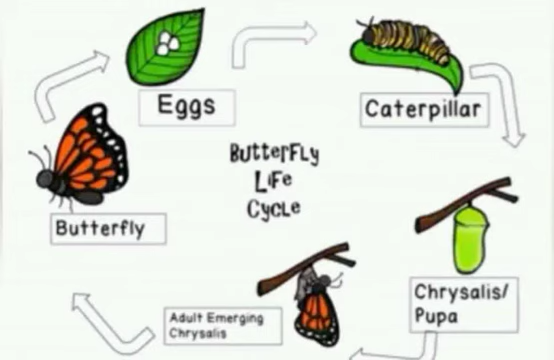 Eggs
Caterpillar
Butterfly
Life
Cycle
Butterfly
Chrysalis/
Pupa
Adult Emerging
Chrysalis